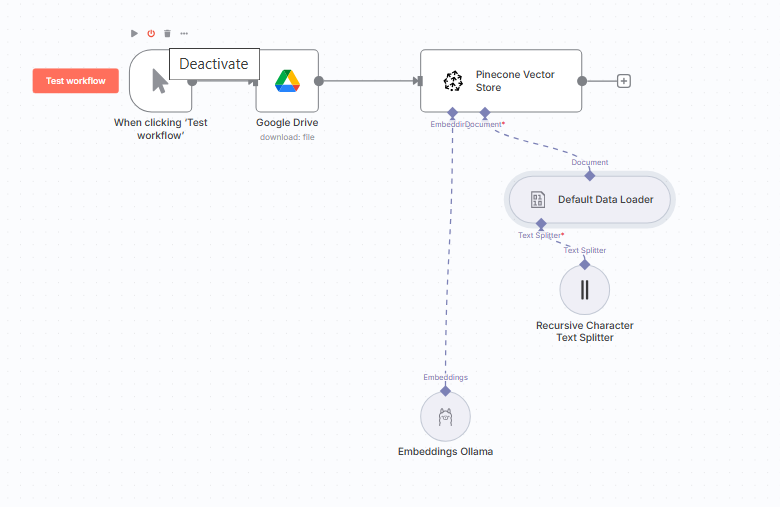 Deactivate
Test workflow
When clicking 'Test
workflow'
Google Drive
download: file
Pinecone Vector
Store
Document*
Document
Default Data Loader
Text Splitter*
Text Splitter
Recursive Character
Text Splitter
Embeddings
Embeddings Ollama